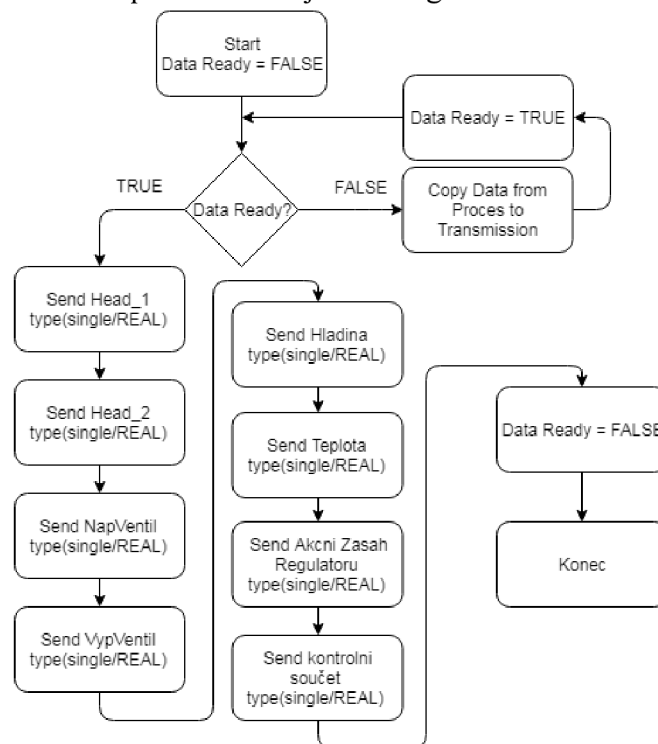 Start
Data Ready = FALSE
Data Ready = TRUE
TRUE
FALSE
Data Ready?
Copy Data from
Proces to
Transmission
Send Head_1
type(single/REAL)
Send Head_2
type(single/REAL)
Send NapVentil
type(single/REAL)
Send VypVentil
type(single/REAL)
Send Hladina
type(single/REAL)
Send Teplota
type(single/REAL)
Send Akcni Zasah
Regulatoru
type(single/REAL)
Send kontrolni
součet
type(single/REAL)
Data Ready = FALSE
Konec